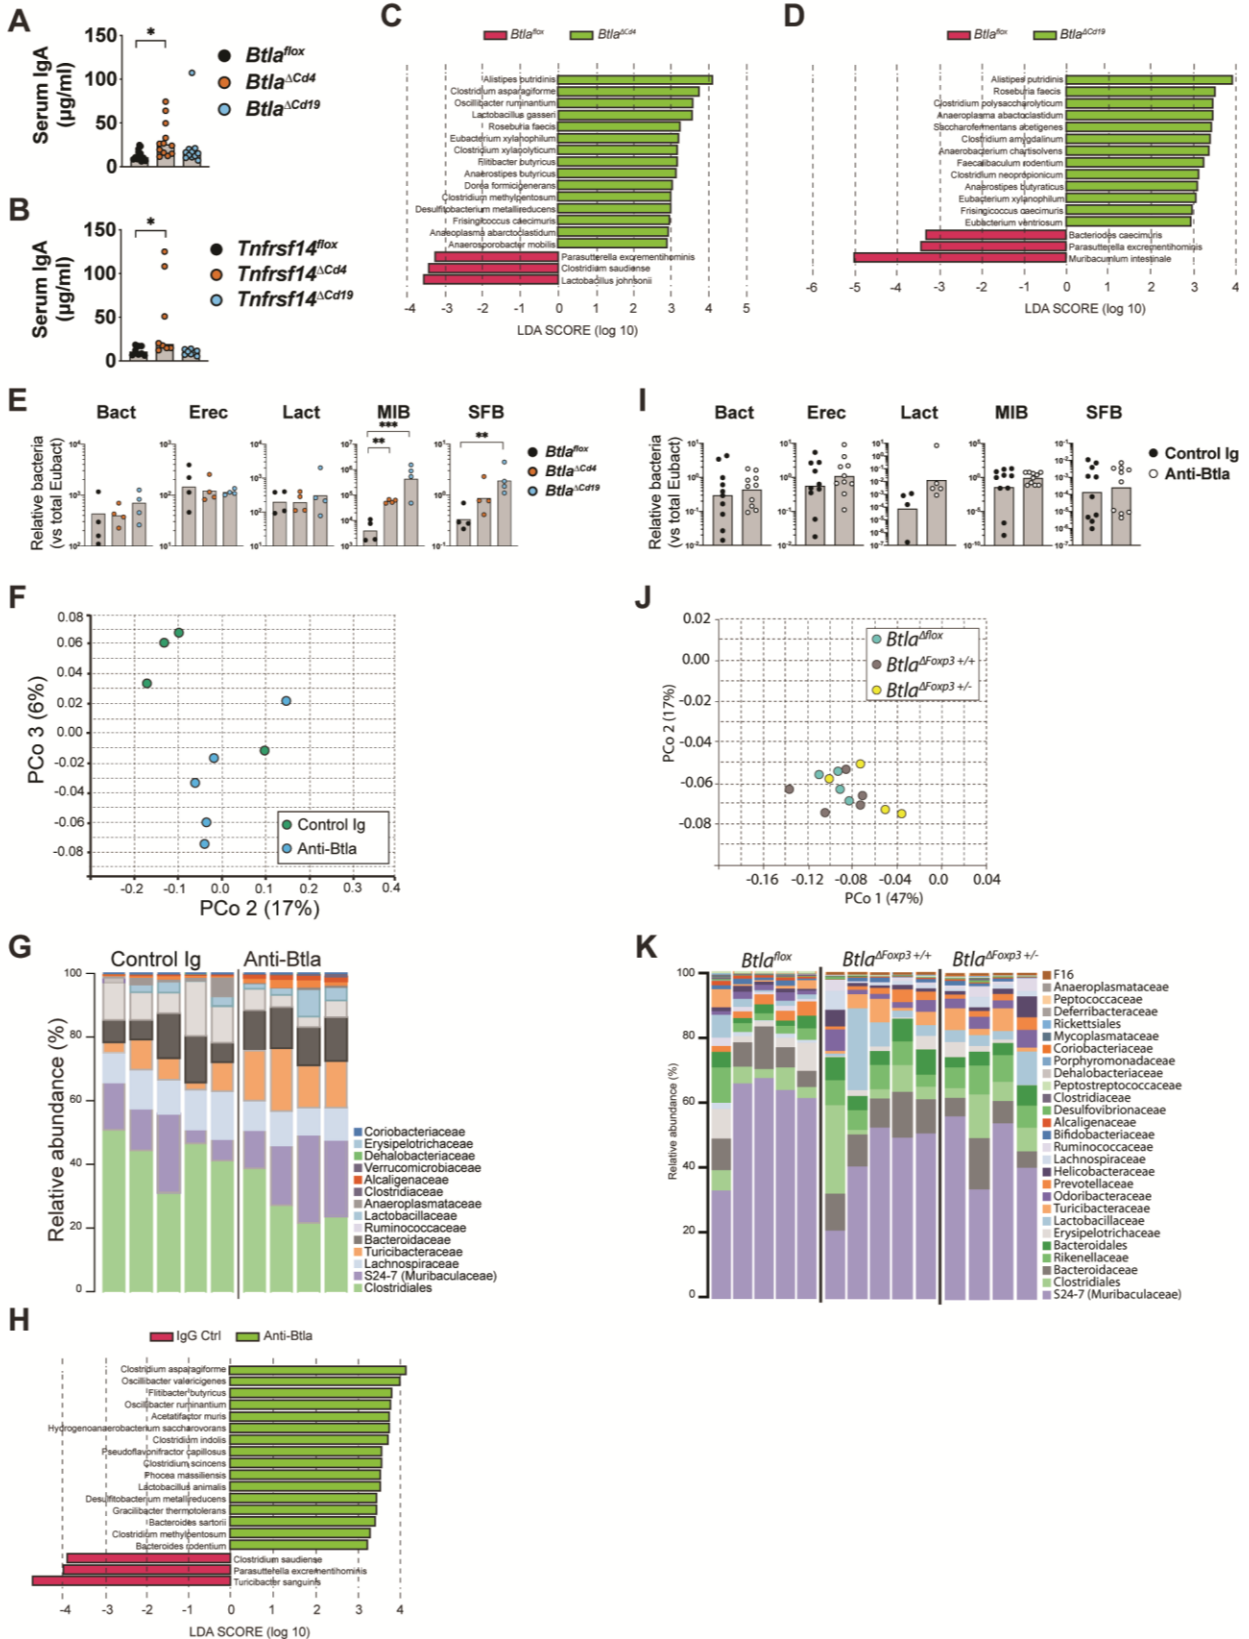 A
Serum IgA
(µg/ml)
150
100
50
0
*
Btla^flox
Btla^ΔCd4
Btla^ΔCd19
B
Serum IgA
(µg/ml)
150
100
50
0
*
Tnfrsf14^flox
Tnfrsf14^ΔCd4
Tnfrsf14^ΔCd19
C
Btla^flox Btla^ΔCd4
Alistipes putridinis
Clostridium asparagiforme
Oscillibacter ruminantium
Lactobacillus gasseri
Roseburia faecis
Eubacterium xylanophilum
Clostridium xylanolyticum
Flitibacter butyricus
Anaerostipes butyricus
Dorea formicigenerans
Clostridium methylpentosum
Desulfitobacterium metallireducens
Frisingicoccus caecimuris
Anaeoplasma abarctoclastidum
Anaerosporobacter mobilis
Parasutterella excrementihominis
Clostridium saudiense
Lactobacillus johnsonii
-4 -3 -2 -1 0 1 2 3 4 5
LDA SCORE (log 10)
D
Btla^flox Btla^ΔCd19
Alistipes putridinis
Roseburia faecis
Clostridium polysaccharolyticum
Anaeroplasma abactoclastidum
Saccharofermentans acetigenes
Clostridium amygdalinum
Anaerobacterium chartisolvens
Faecalibaculum rodentium
Clostridium neopropionicum
Anaerostipes butyraticus
Eubacterium xylanophilum
Frisingicoccus caecimuris
Eubacterium ventriosum
Bacteriodes caecimuris
Parasutterella excrementihominis
Muribacumlum intestinale
-6 -5 -4 -3 -2 -1 0 1 2 3 4
LDA SCORE (log 10)
E
Bact Erec Lact MIB SFB
Relative bacteria
(vs total Eubact)
** *** **
Btla^flox
Btla^ΔCd4
Btla^ΔCd19
I
Bact Erec Lact MIB SFB
Relative bacteria
(vs total Eubact)
Control Ig
Anti-Btla
F
0.08
0.06
0.04
0.02
0.00
-0.02
-0.04
-0.06
-0.08
PCo 3 (6%)
Control Ig
Anti-Btla
-0.2 -0.1 0.0 0.1 0.2 0.3 0.4
PCo 2 (17%)
J
0.02
0.00
-0.02
-0.04
-0.06
-0.08
PCo 2 (17%)
Btla^Δflox
Btla^ΔFoxp3 +/+
Btla^ΔFoxp3 +/-
-0.16 -0.12 -0.08 -0.04 0.0 0.04
PCo 1 (47%)
G
Control Ig Anti-Btla
Relative abundance (%)
100
80
60
40
20
0
Coriobacteriaceae
Erysipelotrichaceae
Dehalobacteriaceae
Verrucomicrobiaceae
Alcaligenaceae
Clostridiaceae
Anaeroplasmataceae
Lactobacillaceae
Ruminococcaceae
Bacteroidaceae
Turicibacteraceae
Lachnospiraceae
S24-7 (Muribaculaceae)
Clostridiales
K
Btla^flox Btla^ΔFoxp3 +/+ Btla^ΔFoxp3 +/-
Relative abundance (%)
100
80
60
40
20
0
F16
Anaeroplasmataceae
Peptococcaceae
Deferribacteraceae
Rickettsiales
Mycoplasmataceae
Coriobacteriaceae
Porphyromonadaceae
Dehalobacteriaceae
Peptostreptococcaceae
Clostridiaceae
Desulfovibrionaceae
Alcaligenaceae
Bifidobacteriaceae
Ruminococcaceae
Lachnospiraceae
Helicobacteraceae
Prevotellaceae
Odoribacteraceae
Turicibacteraceae
Lactobacillaceae
Erysipelotrichaceae
Bacteroidales
Rikenellaceae
Bacteroidaceae
Clostridiales
S24-7 (Muribaculaceae)
H
IgG Ctrl Anti-Btla
Clostridium asparagiforme
Oscillibacter valericigenes
Flitibacter butyricus
Oscillibacter ruminantium
Acetatifactor muris
Hydrogenoanaerobacterium saccharovorans
Clostridium indolis
Pseudoflavonifractor capillosus
Clostridium scincens
Phocea massiliensis
Lactobacillus animalis
Desulfitobacterium metallireducens
Gracilibacter thermotolerans
Bacteroides sartorii
Clostridium methylpentosum
Bacteroides rodentium
Clostridium saudiense
Parasutterella excrementihominis
Turicibacter sanguinis
-4 -3 -2 -1 0 1 2 3 4
LDA SCORE (log 10)